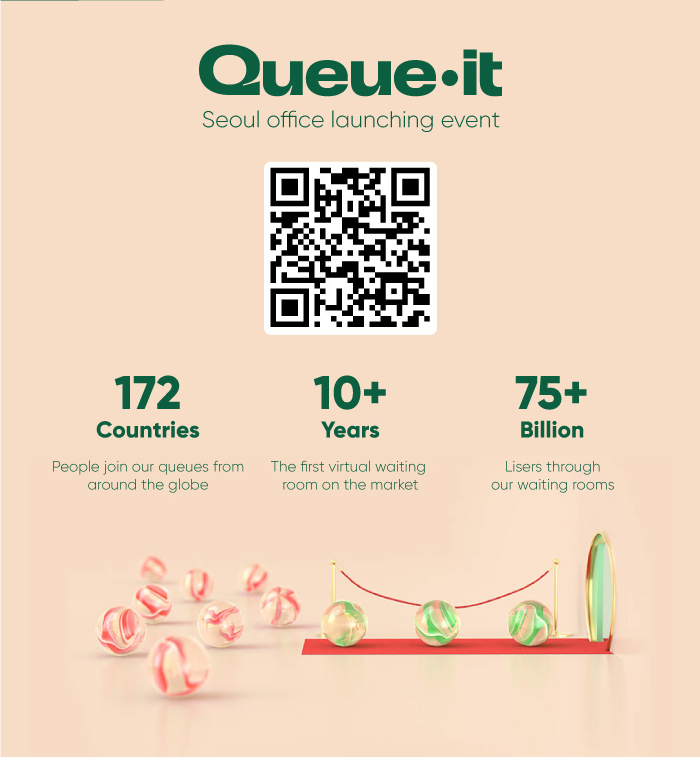 Queue•it
Seoul office launching event
172
Countries
People join our queues from
around the globe
10+
Years
The first virtual waiting
room on the market
75+
Billion
Lisers through
our waiting rooms